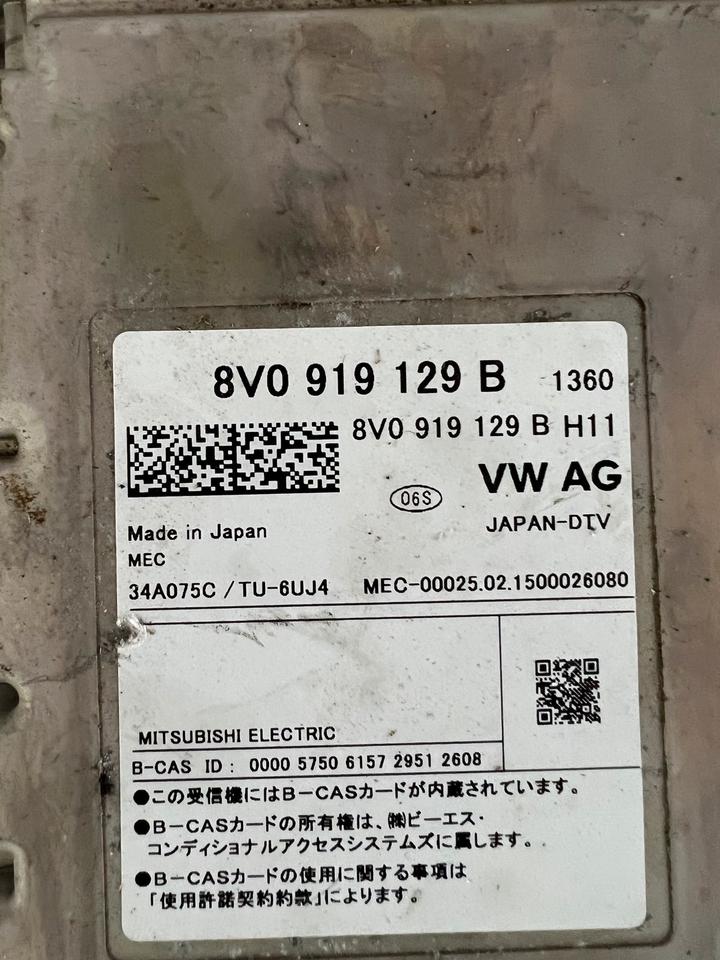 8V0 919 129 B 1360
8V0 919 129 B H11
VW AG
06S
JAPAN-DTV
Made in Japan
MEC
34A075C / TU-6UJ4 MEC-00025.02.1500026080
MITSUBISHI ELECTRIC
B-CAS ID : 0000 5750 6157 2951 2608
●この受信機にはB-CASカードが内蔵されています。
●B-CASカードの所有権は、㈱ビーエス・
コンディショナルアクセスシステムズに属します。
●B-CASカードの使用に関する事項は
「使用許諾契約約款」によります。